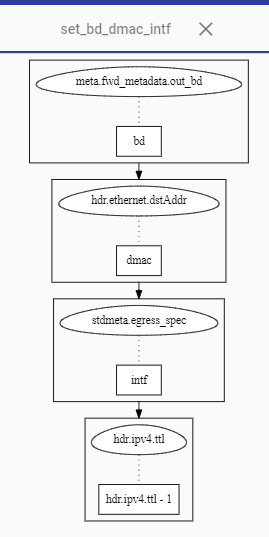 set_bd_dmac_intf
meta.fwd_metadata.out_bd
bd
hdr.ethernet.dstAddr
dmac
stdmeta.egress_spec
intf
hdr.ipv4.ttl
hdr.ipv4.ttl - 1